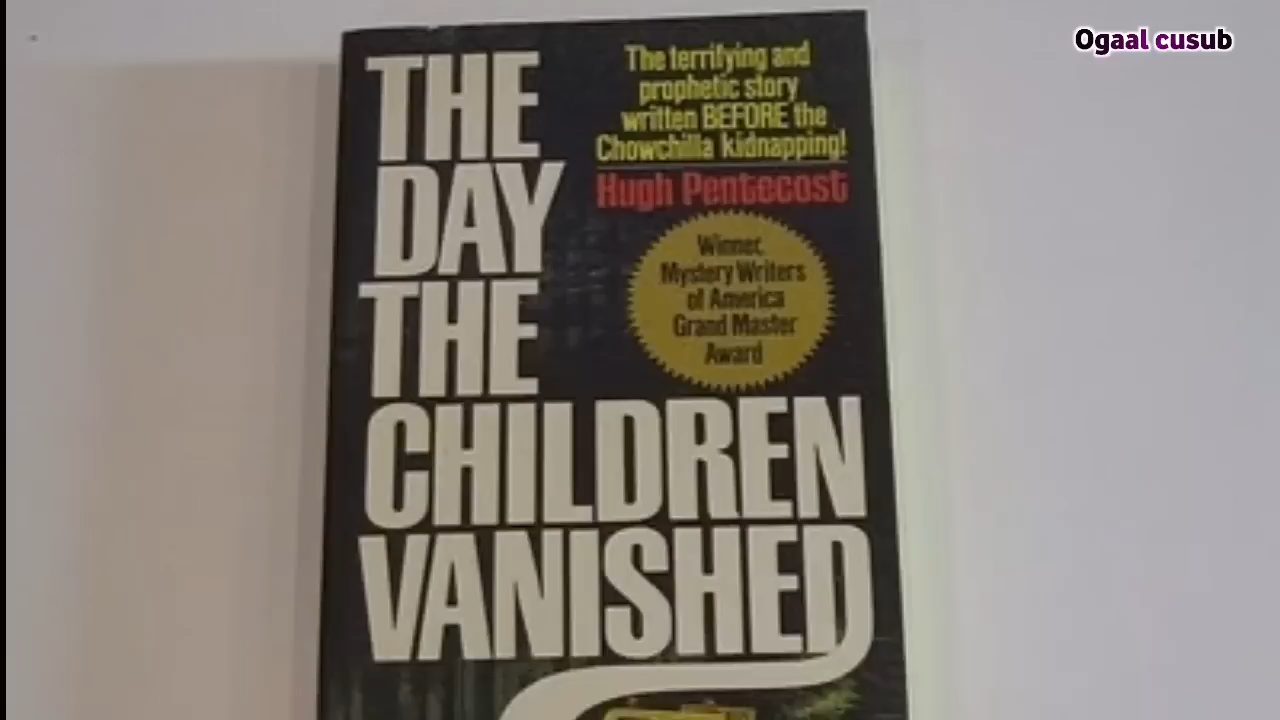 Ogaal cusub
THE
DAY
THE
CHILDREN
VANISHED
The terrifying and
prophetic story
written BEFORE the
Chowchilla kidnapping!
Hugh Pentecost
Winner,
Mystery Writers
of America
Grand Master
Award